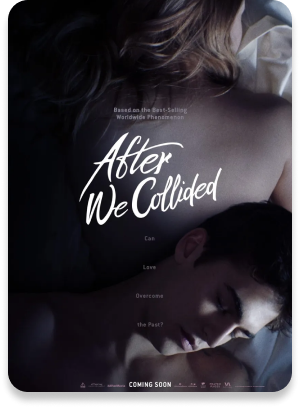 Based on the Best-Selling
Worldwide Phenomenon
After
We Collided
Can
Love
Overcome
the Past?
COMING SOON